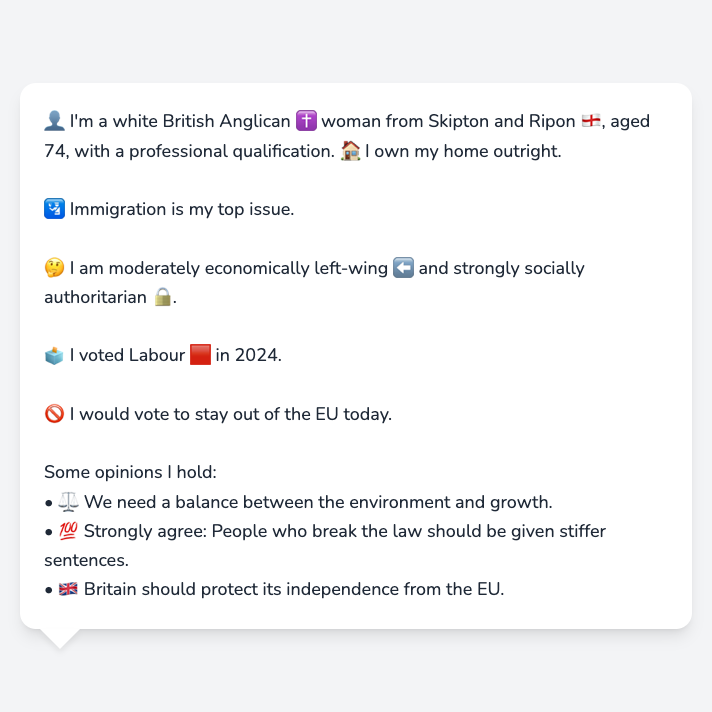 👤 I'm a white British Anglican ✝️ woman from Skipton and Ripon 🏴󠁧󠁢󠁥󠁮󠁧󠁿, aged
74, with a professional qualification. 🏠 I own my home outright.
🛂 Immigration is my top issue.
🤔 I am moderately economically left-wing ⬅️ and strongly socially
authoritarian 🔒.
🗳️ I voted Labour 🟥 in 2024.
🚫 I would vote to stay out of the EU today.
Some opinions I hold:
• ⚖️ We need a balance between the environment and growth.
• 💯 Strongly agree: People who break the law should be given stiffer
sentences.
• 🇬🇧 Britain should protect its independence from the EU.